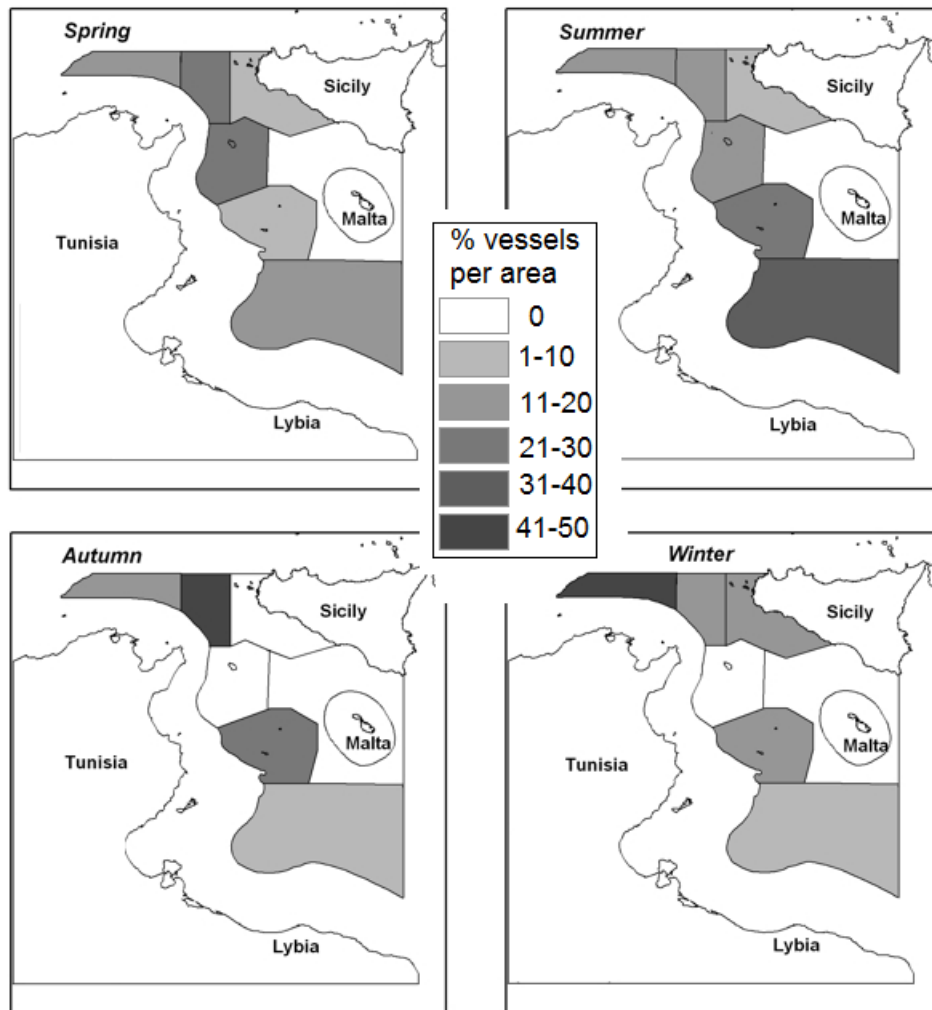 Spring
Sicily
Malta
Tunisia
Lybia
Summer
Sicily
Malta
Lybia
% vessels
per area
0
1-10
11-20
21-30
31-40
41-50
Autumn
Sicily
Malta
Tunisia
Lybia
Winter
Sicily
Malta
Tunisia
Lybia